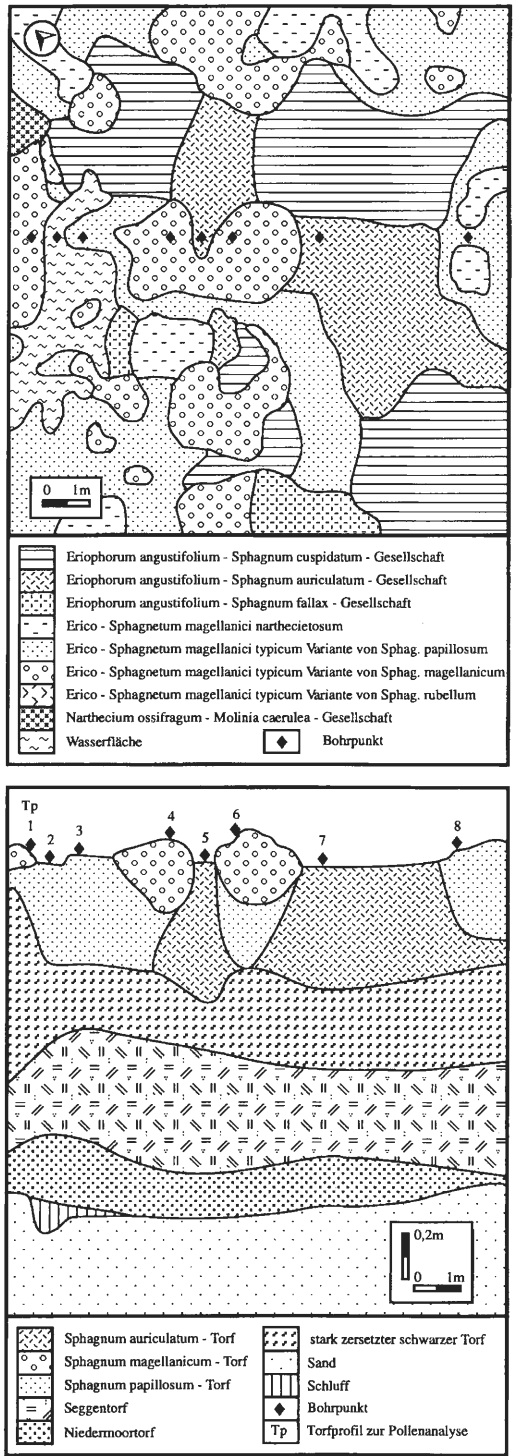 0 1m
Eriophorum angustifolium - Sphagnum cuspidatum - Gesellschaft
Eriophorum angustifolium - Sphagnum auriculatum - Gesellschaft
Eriophorum angustifolium - Sphagnum fallax - Gesellschaft
Erico - Sphagnetum magellanici narthecietosum
Erico - Sphagnetum magellanici typicum Variante von Sphag. papillosum
Erico - Sphagnetum magellanici typicum Variante von Sphag. magellanicum
Erico - Sphagnetum magellanici typicum Variante von Sphag. rubellum
Narthecium ossifragum - Molinia caerulea - Gesellschaft
Wasserfläche Bohrpunkt
Tp
1 2 3 4 5 6 7 8
0,2m
0 1m
Sphagnum auriculatum - Torf stark zersetzter schwarzer Torf
Sphagnum magellanicum - Torf Sand
Sphagnum papillosum - Torf Schluff
Seggentorf Bohrpunkt
Niedermoortorf Tp Torfprofil zur Pollenanalyse